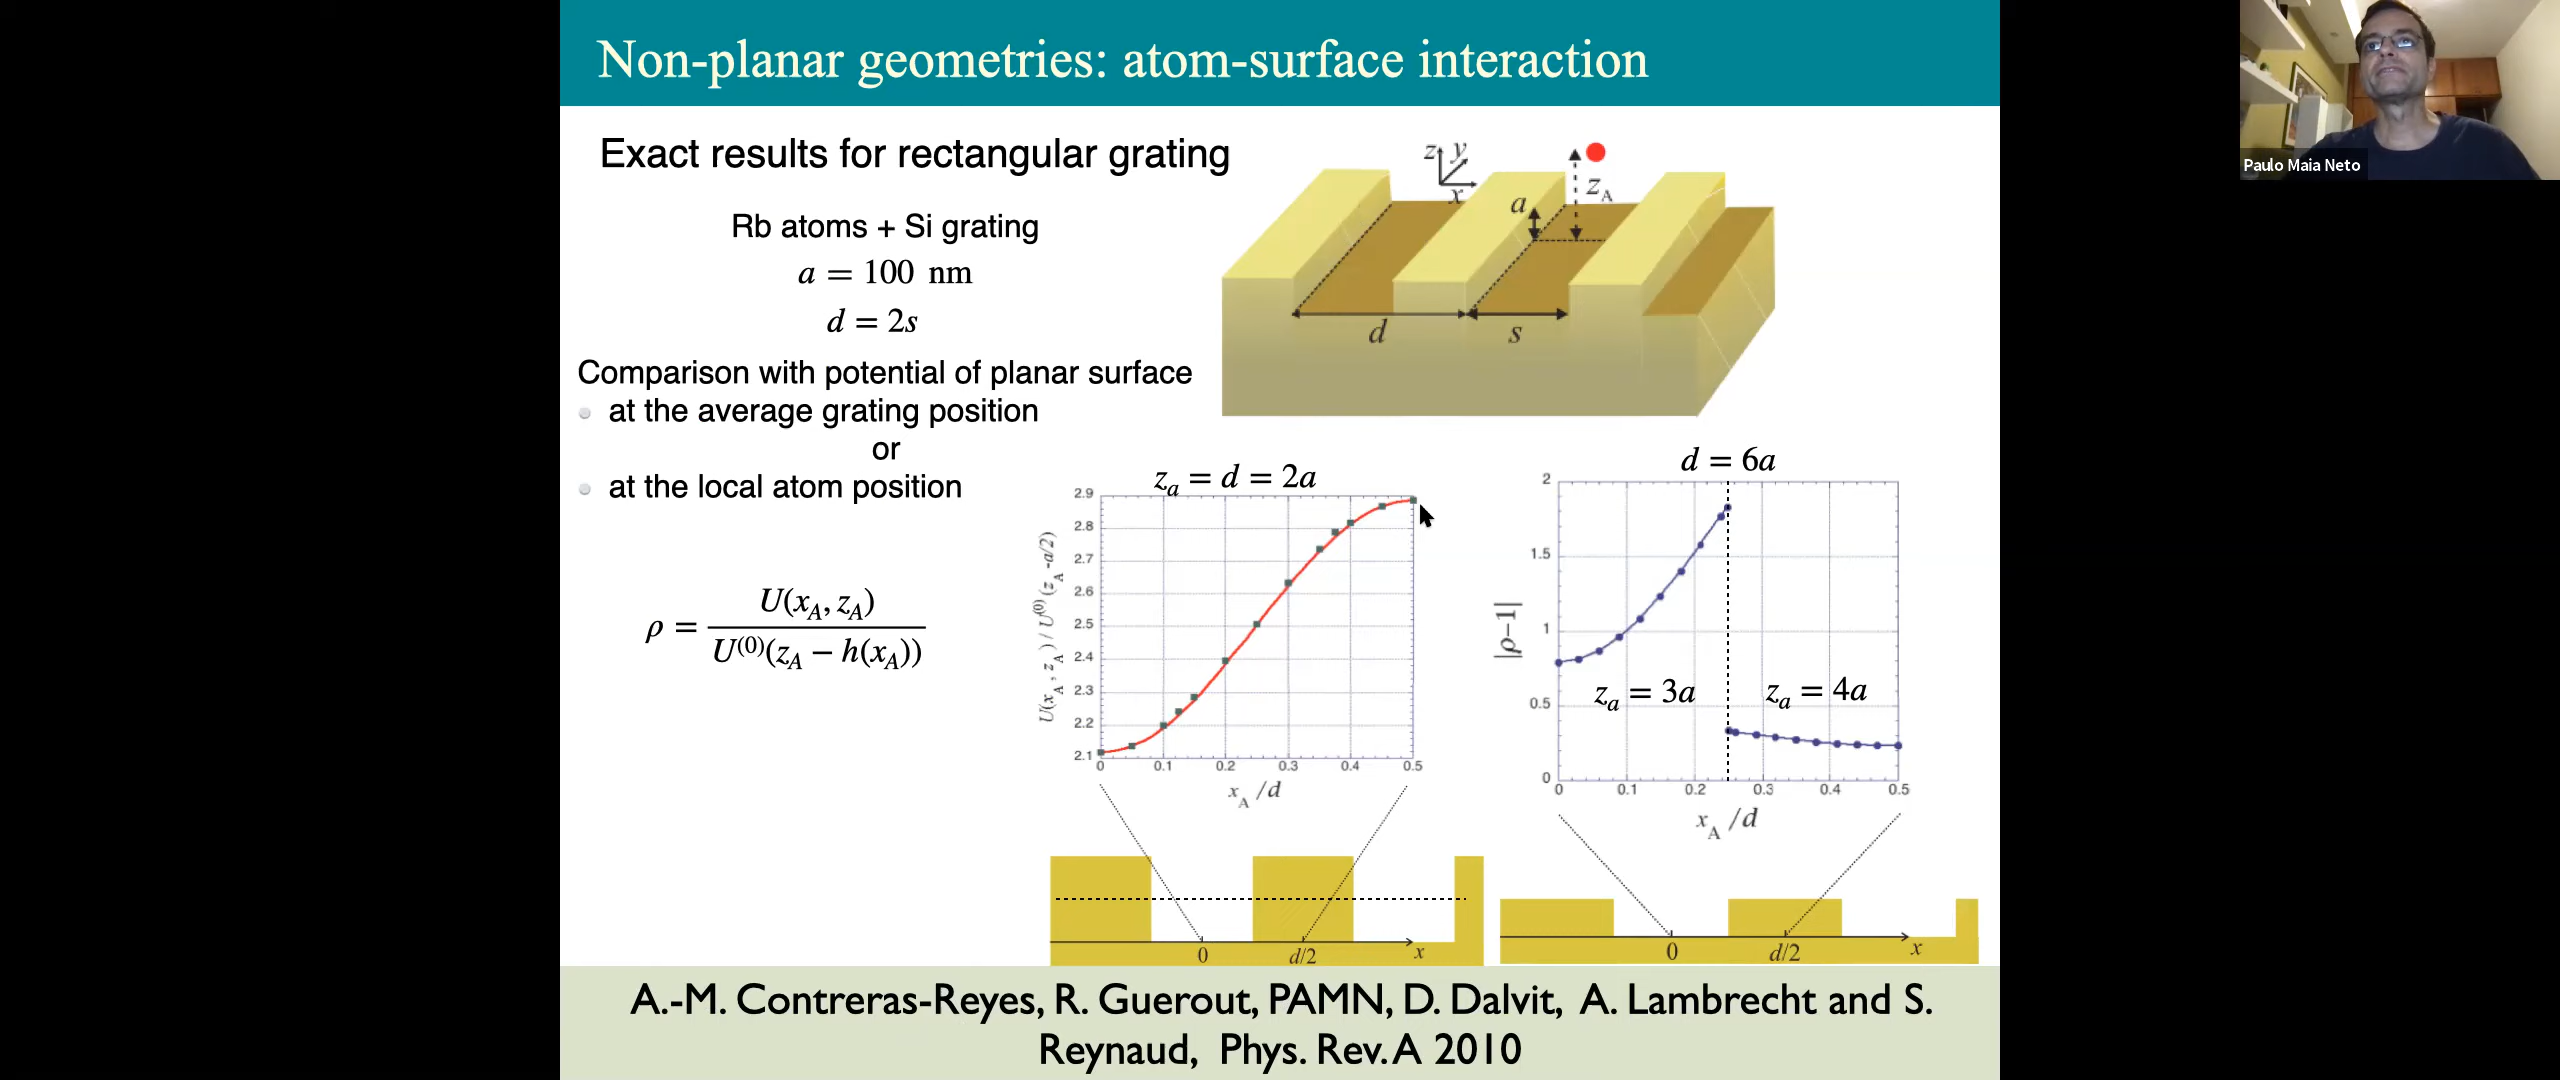 Non-planar geometries: atom-surface interaction
Paulo Maia Neto
Exact results for rectangular grating
Rb atoms + Si grating
a = 100 nm
d = 2s
Comparison with potential of planar surface
at the average grating position
or
at the local atom position
ρ = U(x_A, z_A) / U^(0)(z_A − h(x_A))
z y
x
a
z_A
d
s
z_a = d = 2a
2.9
2.8
2.7
2.6
2.5
2.4
2.3
2.2
2.1
U(x_A, z_A) / U^(0)(z_A -a/2)
0 0.1 0.2 0.3 0.4 0.5
x_A /d
0 d/2 x
d = 6a
2
1.5
1
0.5
0
|ρ−1|
z_a = 3a
z_a = 4a
0 0.1 0.2 0.3 0.4 0.5
x_A /d
0 d/2 x
A.-M. Contreras-Reyes, R. Guerout, PAMN, D. Dalvit, A. Lambrecht and S.
Reynaud, Phys. Rev. A 2010